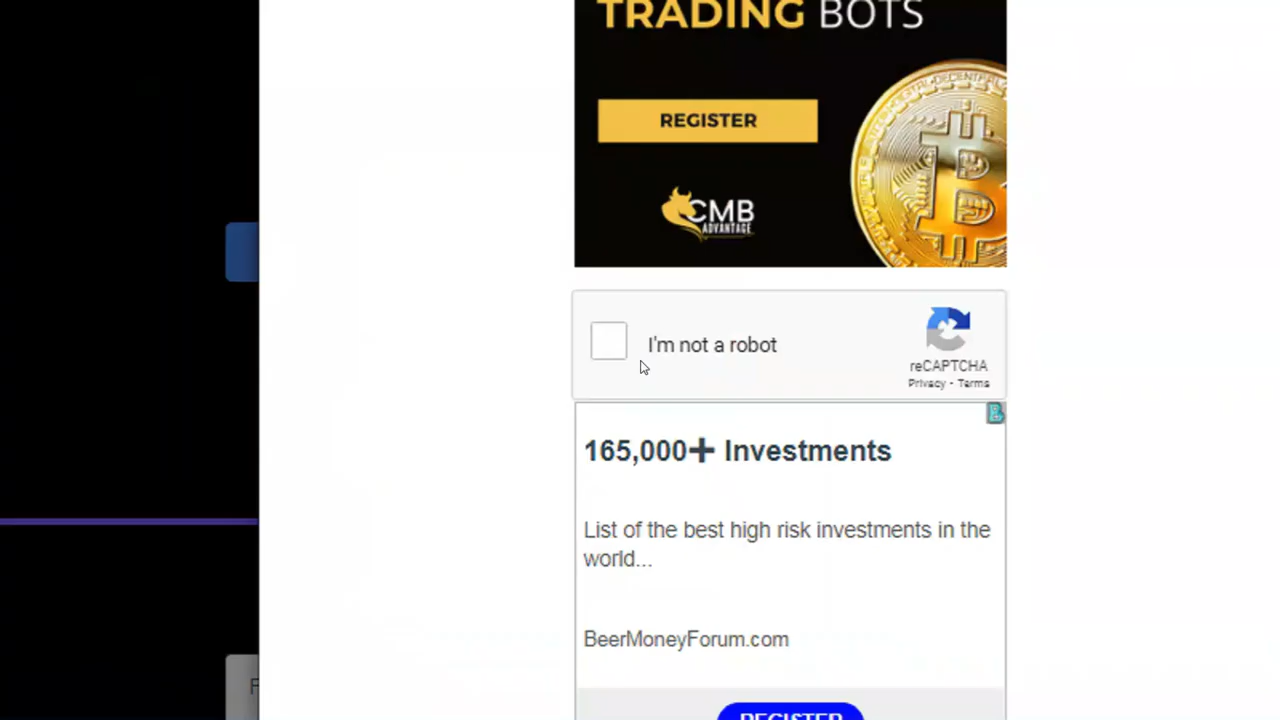 TRADING BOTS
REGISTER
CMB
ADVANTAGE
I'm not a robot
reCAPTCHA
Privacy - Terms
165,000+ Investments
List of the best high risk investments in the
world...
BeerMoneyForum.com
REGISTER